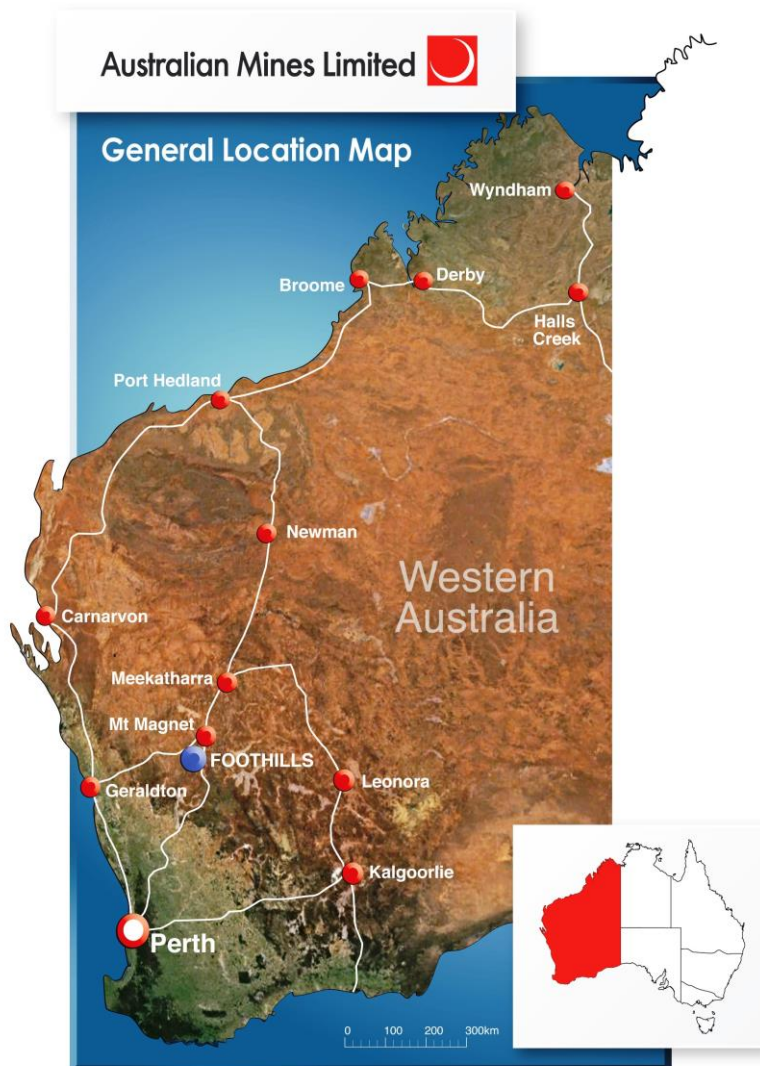 Australian Mines Limited
General Location Map
Wyndham
Broome
Derby
Halls
Creek
Port Hedland
Newman
Western
Australia
Carnarvon
Meekatharra
Mt Magnet
FOOTHILLS
Geraldton
Leonora
Kalgoorlie
Perth
0 100 200 300km